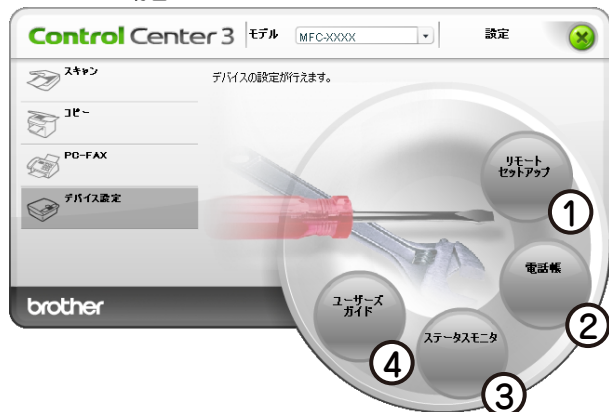 Control Center 3 モデル MFC-XXXX 設定
スキャン
コピー
PC-FAX
デバイス設定
デバイスの設定が行えます。
リモート
セットアップ
①
電話帳
②
ステータスモニタ
③
ユーザーズ
ガイド
④
brother